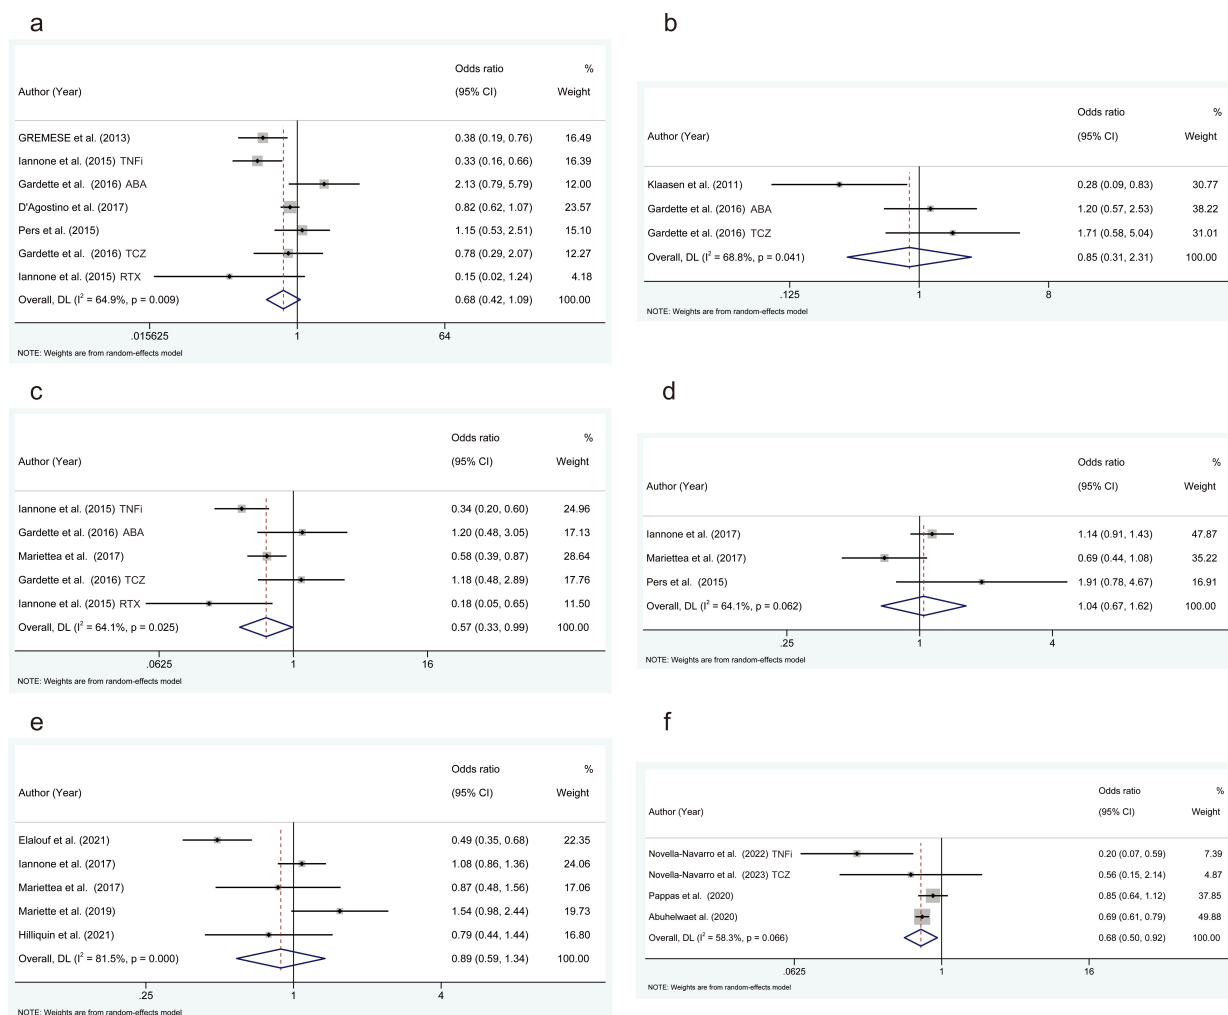 a
Odds ratio %
Author (Year) (95% CI) Weight
GREMESE et al. (2013) 0.38 (0.19, 0.76) 16.49
Iannone et al. (2015) TNFi 0.33 (0.16, 0.66) 16.39
Gardette et al. (2016) ABA 2.13 (0.79, 5.79) 12.00
D'Agostino et al. (2017) 0.82 (0.62, 1.07) 23.57
Pers et al. (2015) 1.15 (0.53, 2.51) 15.10
Gardette et al. (2016) TCZ 0.78 (0.29, 2.07) 12.27
Iannone et al. (2015) RTX 0.15 (0.02, 1.24) 4.18
Overall, DL (I² = 64.9%, p = 0.009) 0.68 (0.42, 1.09) 100.00
.015625 1 64
NOTE: Weights are from random-effects model
b
Odds ratio %
Author (Year) (95% CI) Weight
Klaasen et al. (2011) 0.28 (0.09, 0.83) 30.77
Gardette et al. (2016) ABA 1.20 (0.57, 2.53) 38.22
Gardette et al. (2016) TCZ 1.71 (0.58, 5.04) 31.01
Overall, DL (I² = 68.8%, p = 0.041) 0.85 (0.31, 2.31) 100.00
.125 1 8
NOTE: Weights are from random-effects model
c
Odds ratio %
Author (Year) (95% CI) Weight
Iannone et al. (2015) TNFi 0.34 (0.20, 0.60) 24.96
Gardette et al. (2016) ABA 1.20 (0.48, 3.05) 17.13
Mariettea et al. (2017) 0.58 (0.39, 0.87) 28.64
Gardette et al. (2016) TCZ 1.18 (0.48, 2.89) 17.76
Iannone et al. (2015) RTX 0.18 (0.05, 0.65) 11.50
Overall, DL (I² = 64.1%, p = 0.025) 0.57 (0.33, 0.99) 100.00
.0625 1 16
NOTE: Weights are from random-effects model
d
Odds ratio %
Author (Year) (95% CI) Weight
Iannone et al. (2017) 1.14 (0.91, 1.43) 47.87
Mariettea et al. (2017) 0.69 (0.44, 1.08) 35.22
Pers et al. (2015) 1.91 (0.78, 4.67) 16.91
Overall, DL (I² = 64.1%, p = 0.062) 1.04 (0.67, 1.62) 100.00
.25 1 4
NOTE: Weights are from random-effects model
e
Odds ratio %
Author (Year) (95% CI) Weight
Elalouf et al. (2021) 0.49 (0.35, 0.68) 22.35
Iannone et al. (2017) 1.08 (0.86, 1.36) 24.06
Mariettea et al. (2017) 0.87 (0.48, 1.56) 17.06
Mariette et al. (2019) 1.54 (0.98, 2.44) 19.73
Hilliquin et al. (2021) 0.79 (0.44, 1.44) 16.80
Overall, DL (I² = 81.5%, p = 0.000) 0.89 (0.59, 1.34) 100.00
.25 1 4
NOTE: Weights are from random-effects model
f
Odds ratio %
Author (Year) (95% CI) Weight
Novella-Navarro et al. (2022) TNFi 0.20 (0.07, 0.59) 7.39
Novella-Navarro et al. (2023) TCZ 0.56 (0.15, 2.14) 4.87
Pappas et al. (2020) 0.85 (0.64, 1.12) 37.85
Abuhelwaet al. (2020) 0.69 (0.61, 0.79) 49.88
Overall, DL (I² = 58.3%, p = 0.066) 0.68 (0.50, 0.92) 100.00
0.0625 1 16
NOTE: Weights are from random-effects model